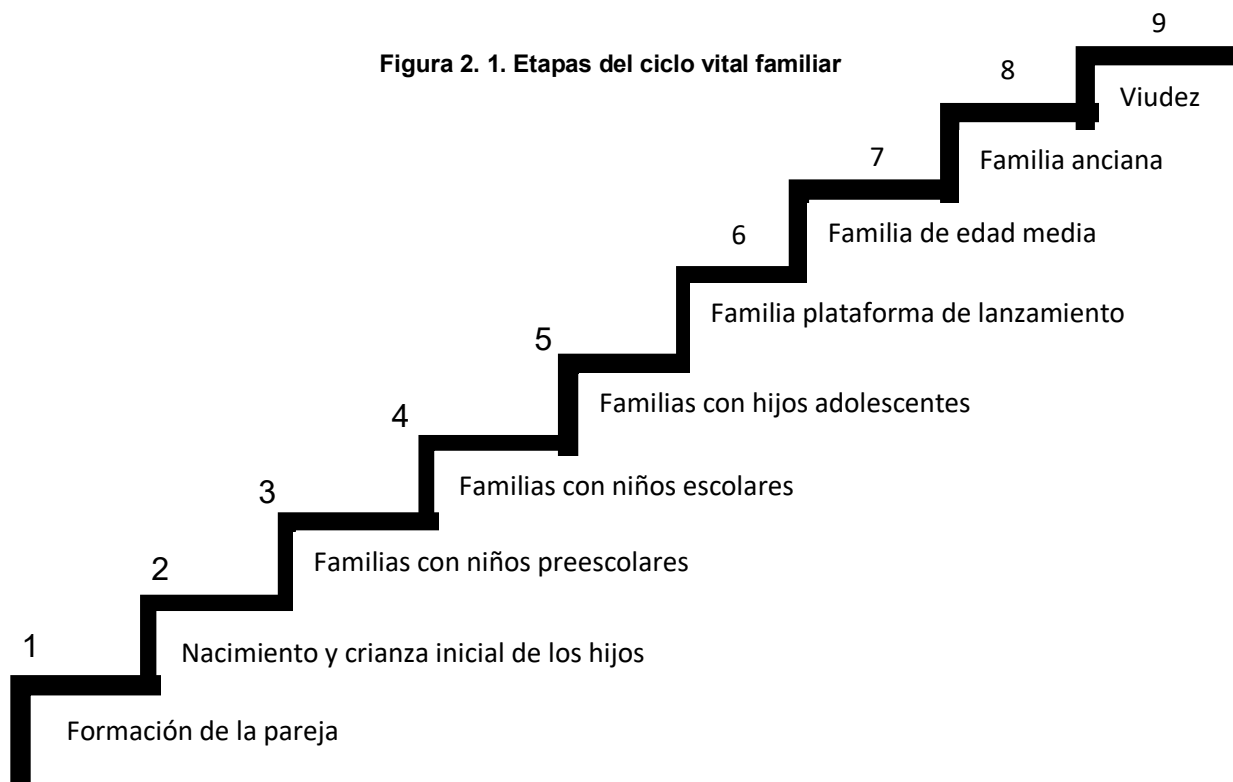 Figura 2. 1. Etapas del ciclo vital familiar
9
Viudez
8
Familia anciana
7
Familia de edad media
6
Familia plataforma de lanzamiento
5
Familias con hijos adolescentes
4
Familias con niños escolares
3
Familias con niños preescolares
2
Nacimiento y crianza inicial de los hijos
1
Formación de la pareja